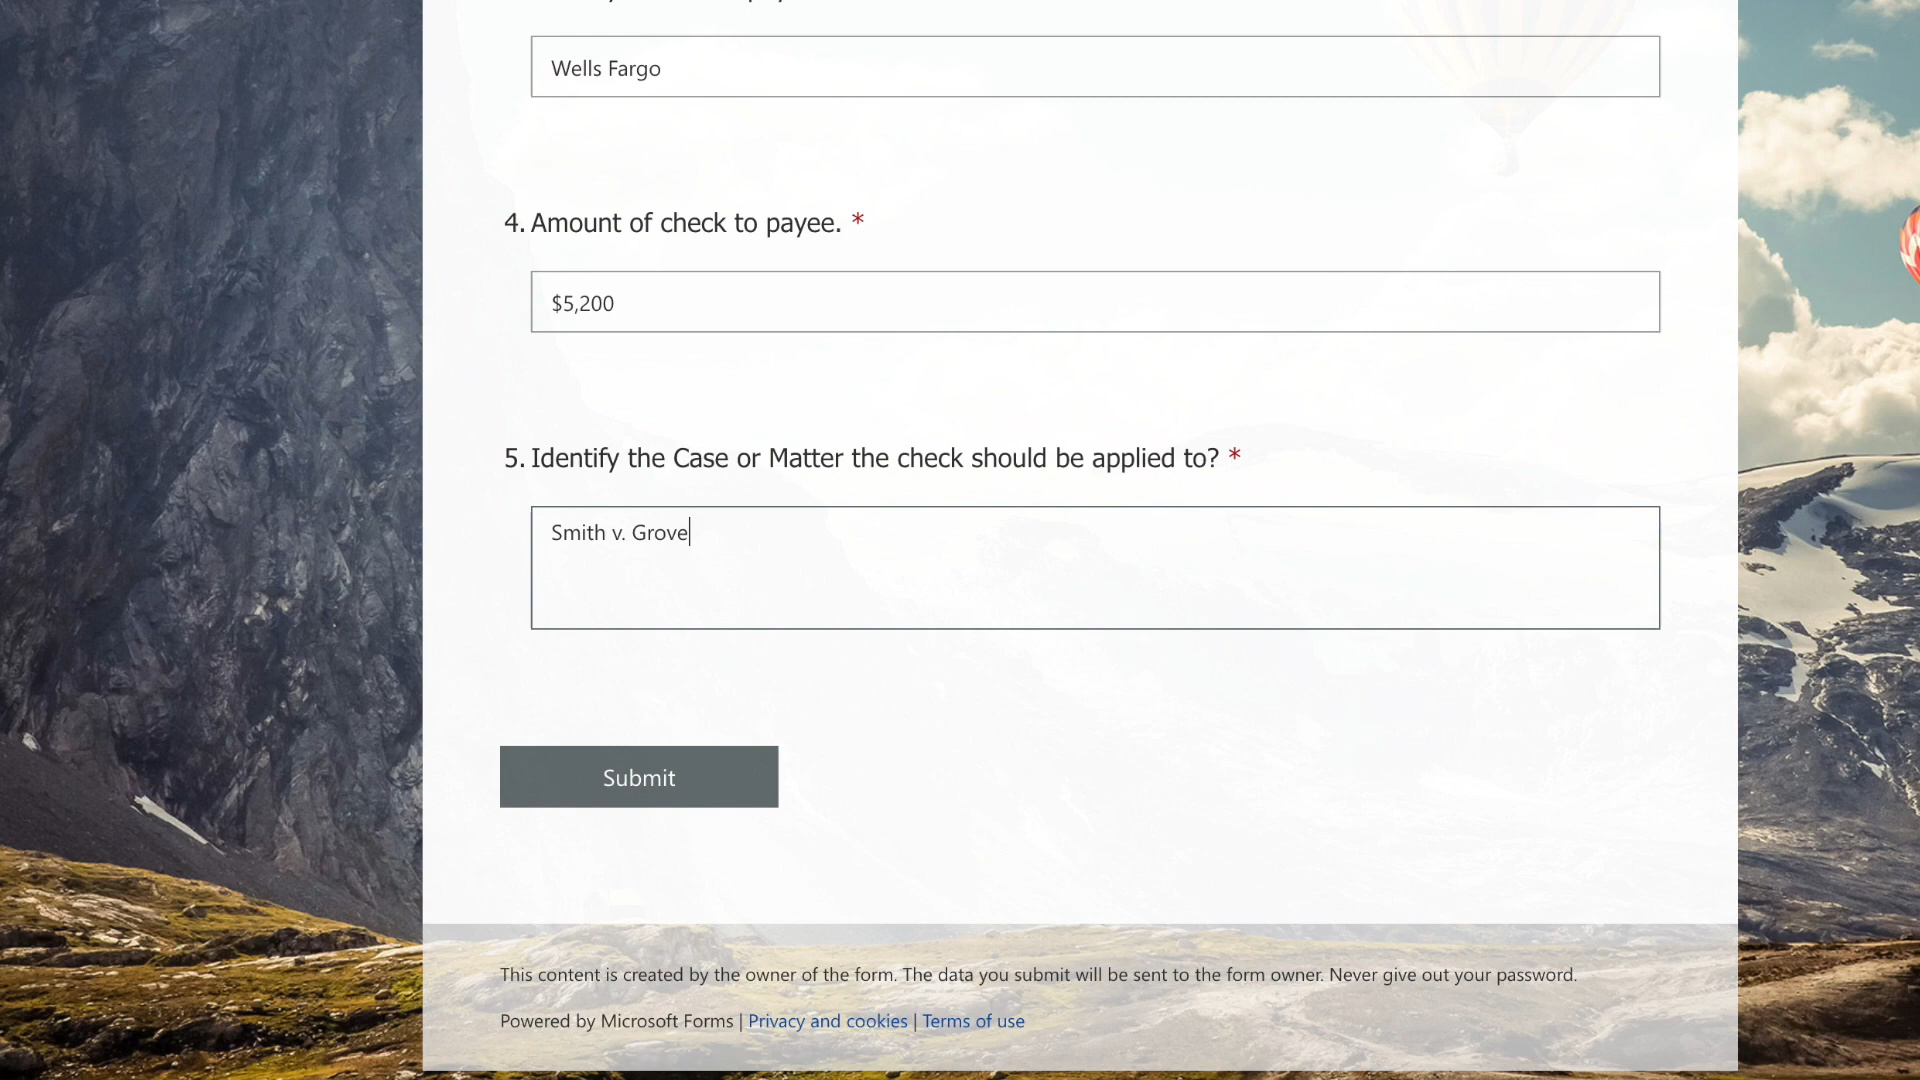 Wells Fargo
4. Amount of check to payee. *
$5,200
5. Identify the Case or Matter the check should be applied to? *
Smith v. Grove
Submit
This content is created by the owner of the form. The data you submit will be sent to the form owner. Never give out your password.
Powered by Microsoft Forms | Privacy and cookies | Terms of use